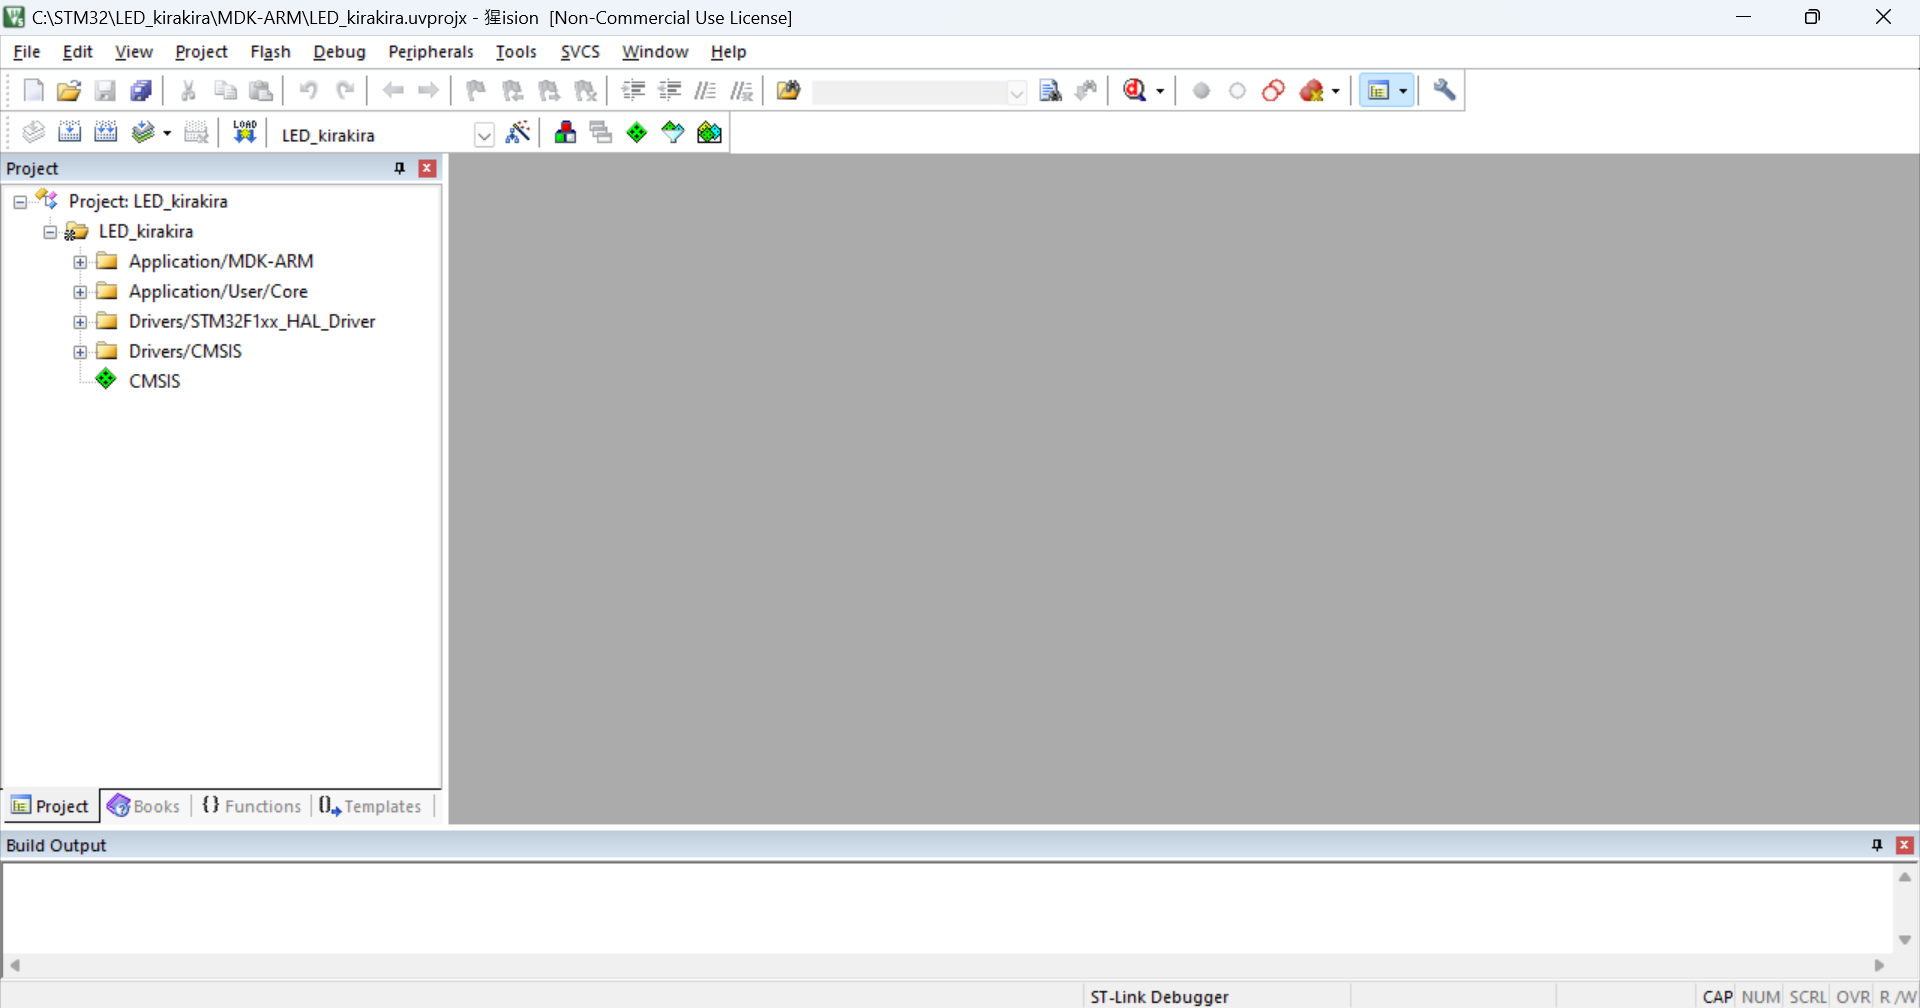 C:\STM32\LED_kirakira\MDK-ARM\LED_kirakira.uvprojx - 猩ision [Non-Commercial Use License]
File Edit View Project Flash Debug Peripherals Tools SVCS Window Help
LOAD LED_kirakira
Project
Project: LED_kirakira
LED_kirakira
Application/MDK-ARM
Application/User/Core
Drivers/STM32F1xx_HAL_Driver
Drivers/CMSIS
CMSIS
Project Books {} Functions Templates
Build Output
ST-Link Debugger CAP NUM SCRL OVR R /W